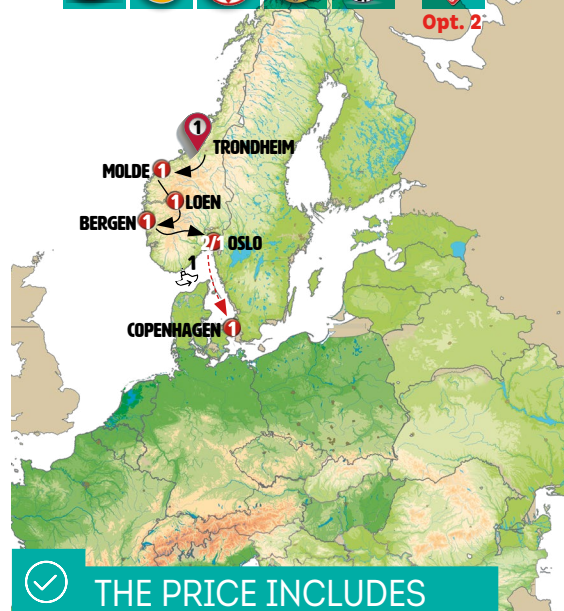 Opt. 2
1
TRONDHEIM
MOLDE 1
1 LOEN
BERGEN 1
2/1 OSLO
1
COPENHAGEN 1
THE PRICE INCLUDES